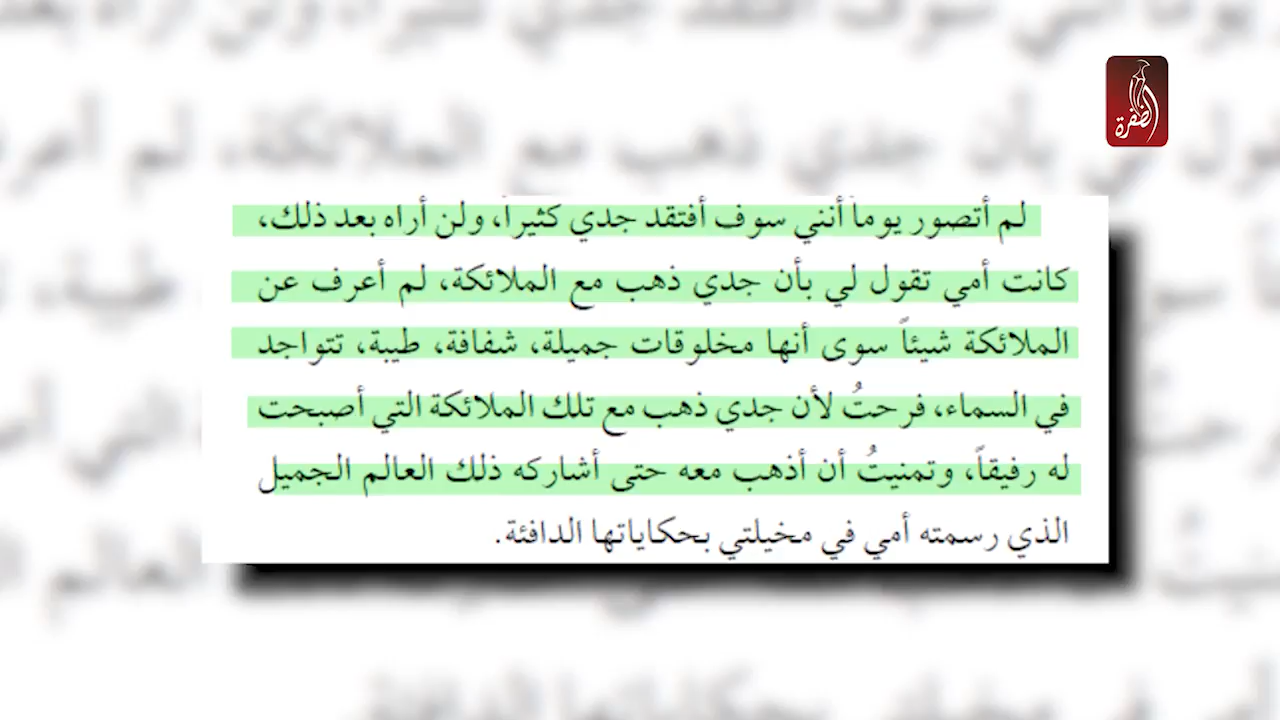 الظفرة
لم أتصور يوماً أنني سوف أفتقد جدي كثيراً، ولن أراه بعد ذلك،
كانت أمي تقول لي بأن جدي ذهب مع الملائكة، لم أعرف عن
الملائكة شيئاً سوى أنها مخلوقات جميلة، شفافة، طيبة، تتواجد
في السماء، فرحتُ لأن جدي ذهب مع تلك الملائكة التي أصبحت
له رفيقاً، وتمنيتُ أن أذهب معه حتى أشاركه ذلك العالم الجميل
الذي رسمته أمي في مخيلتي بحكاياتها الدافئة.